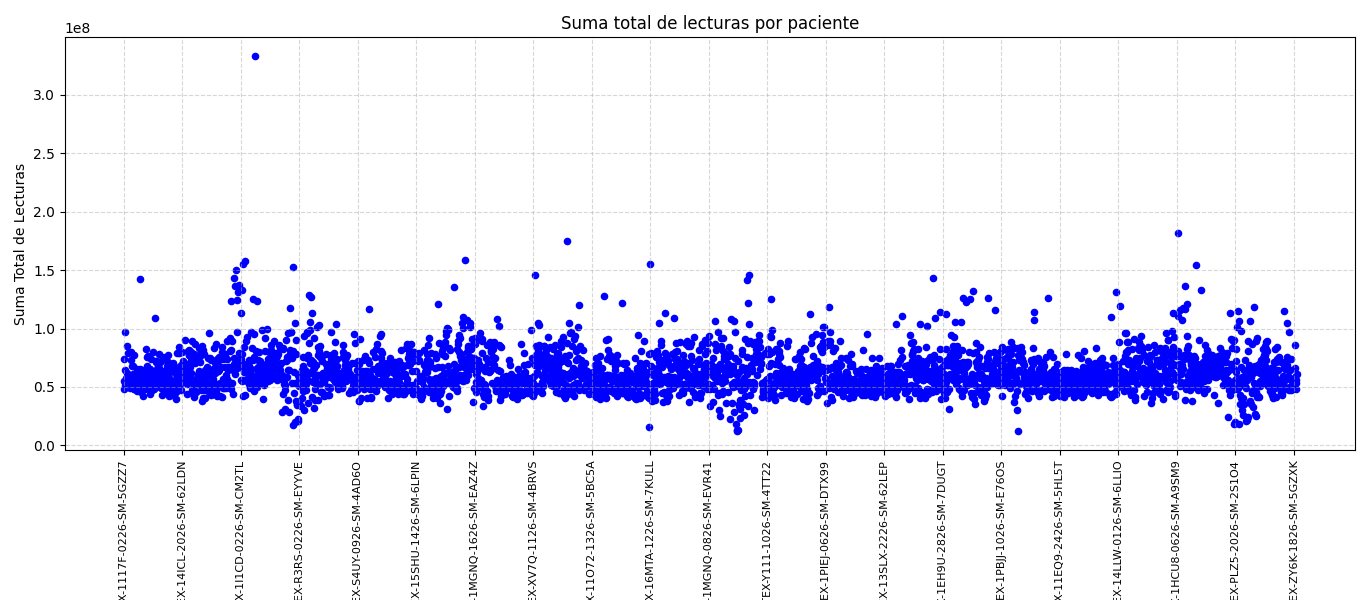 Suma total de lecturas por paciente
1e8
Suma Total de Lecturas
3.0
2.5
2.0
1.5
1.0
0.5
0.0
X-1117F-0226-SM-5GZZ7
EX-14ICL-2026-SM-62LDN
X-1I1CD-0226-SM-CM2TL
EX-R3RS-0226-SM-EYYVE
EX-S4UY-0926-SM-4AD6O
X-15SHU-1426-SM-6LPIN
-1MGNQ-1626-SM-EAZ4Z
EX-XV7Q-1126-SM-4BRVS
X-11O72-1326-SM-5BC5A
X-16MTA-1226-SM-7KULL
-1MGNQ-0826-SM-EVR41
TEX-Y111-1026-SM-4TT22
EX-1PIEJ-0626-SM-DTX99
X-13SLX-2226-SM-62LEP
-1EH9U-2826-SM-7DUGT
EX-1PBJJ-1026-SM-E76OS
X-11EQ9-2426-SM-5HL5T
X-14LLW-0126-SM-6LLIO
-1HCU8-0626-SM-A9SM9
EX-PLZ5-2026-SM-2S1O4
EX-ZY6K-1826-SM-5GZXK